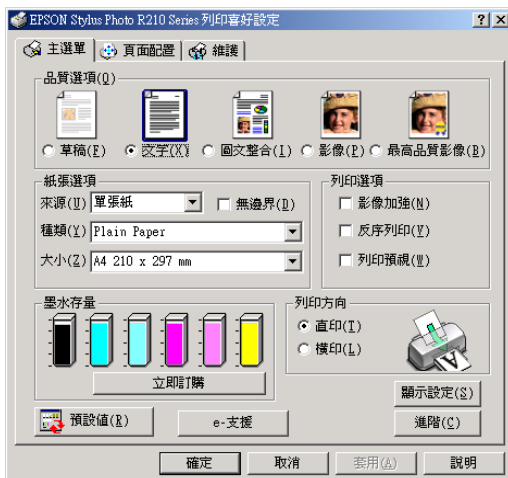 EPSON Stylus Photo R210 Series 列印喜好設定
主選單 頁面配置 維護
品質選項(Q)
草稿(F) 文字(X) 圖文整合(I) 影像(P) 最高品質影像(B)
紙張選項
來源(U) 單張紙 無邊界(D)
種類(Y) Plain Paper
大小(Z) A4 210 x 297 mm
列印選項
影像加強(N)
反序列印(Y)
列印預視(W)
墨水存量
立即訂購
列印方向
直印(T)
橫印(L)
A
顯示設定(S)
預設值(R) e-支援 進階(C)
確定 取消 套用(A) 説明